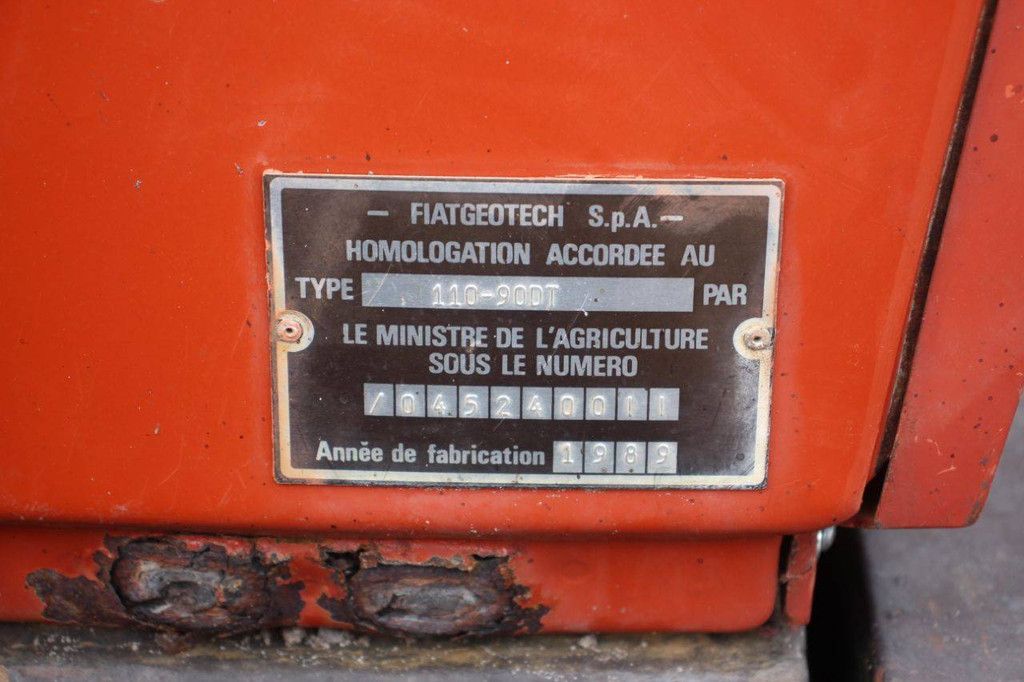 — FIATGEOTECH S.p.A. —
HOMOLOGATION ACCORDEE AU
TYPE / 110-90DT PAR
LE MINISTRE DE L'AGRICULTURE
SOUS LE NUMERO
/045240011
Annĕe de fabrication 1989